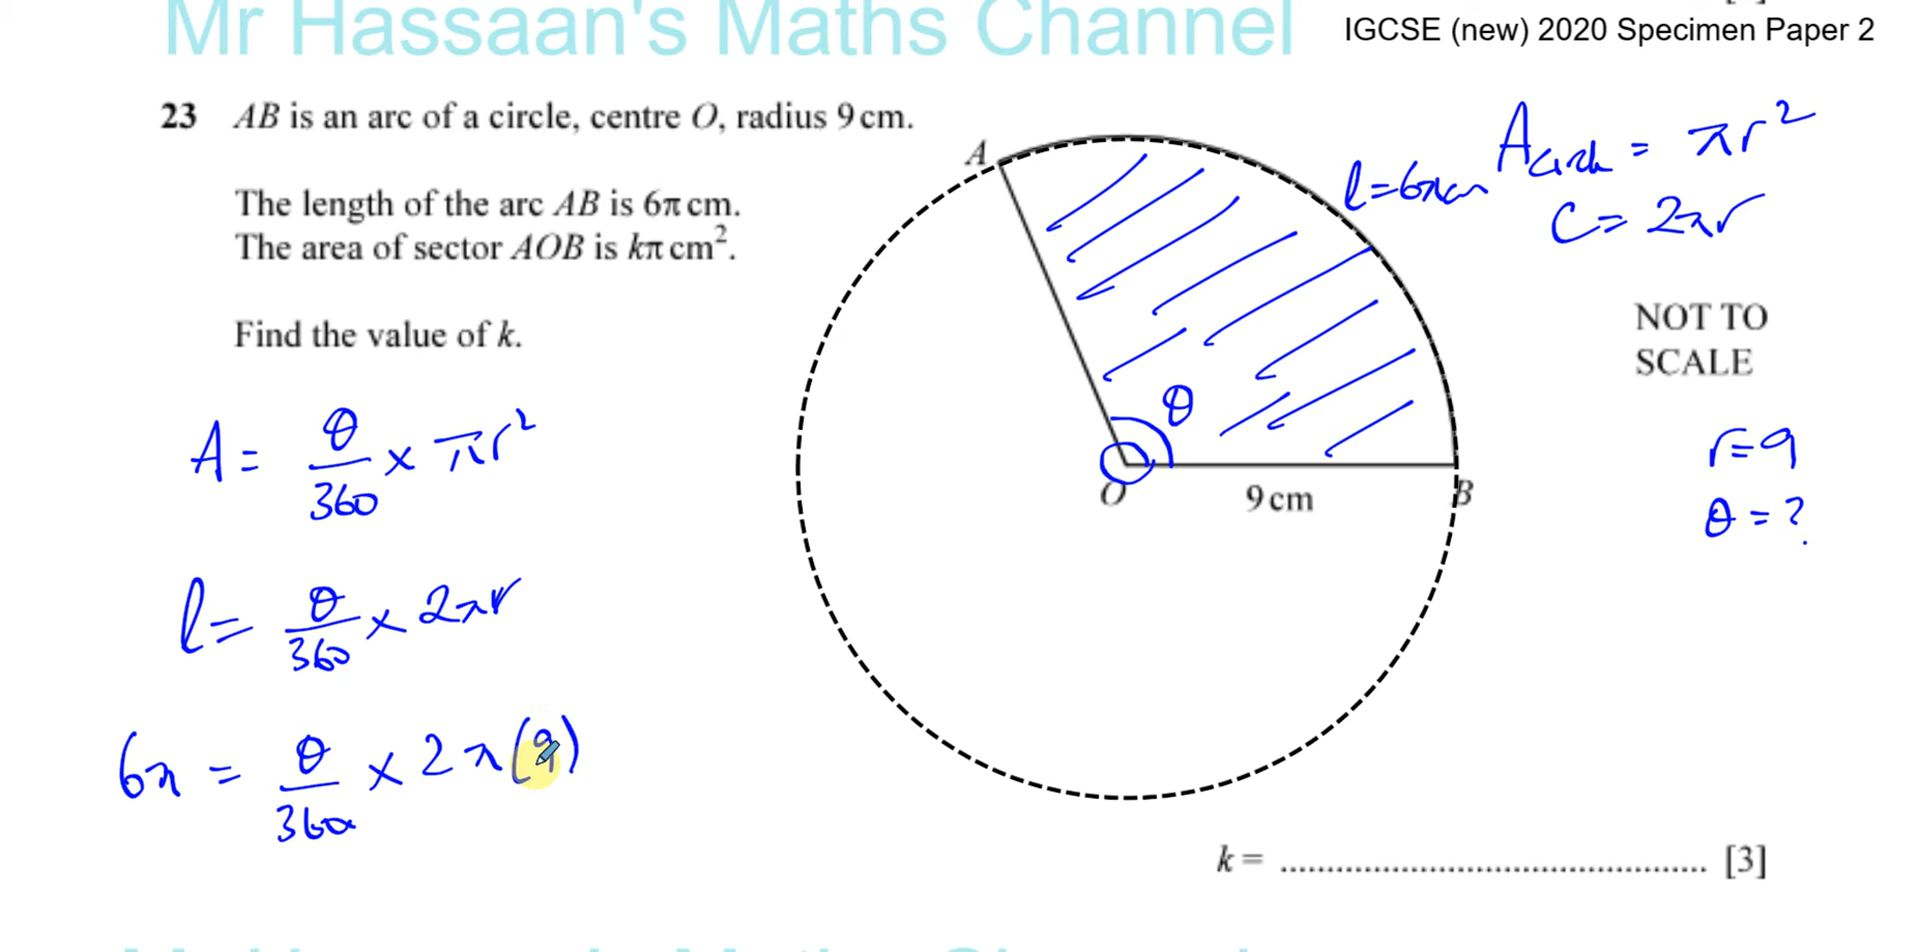 Mr Hassaan's Maths Channel
IGCSE (new) 2020 Specimen Paper 2
23 AB is an arc of a circle, centre O, radius 9 cm.
The length of the arc AB is 6π cm.
The area of sector AOB is kπ cm².
Find the value of k.
A
l=6πcm
A circle = πr²
C = 2πr
NOT TO
SCALE
θ
O
9 cm
B
r=9
θ = ?
A = θ/360 × πr²
l = θ/360 × 2πr
6π = θ/360 × 2π(9)
k = ........................................ [3]